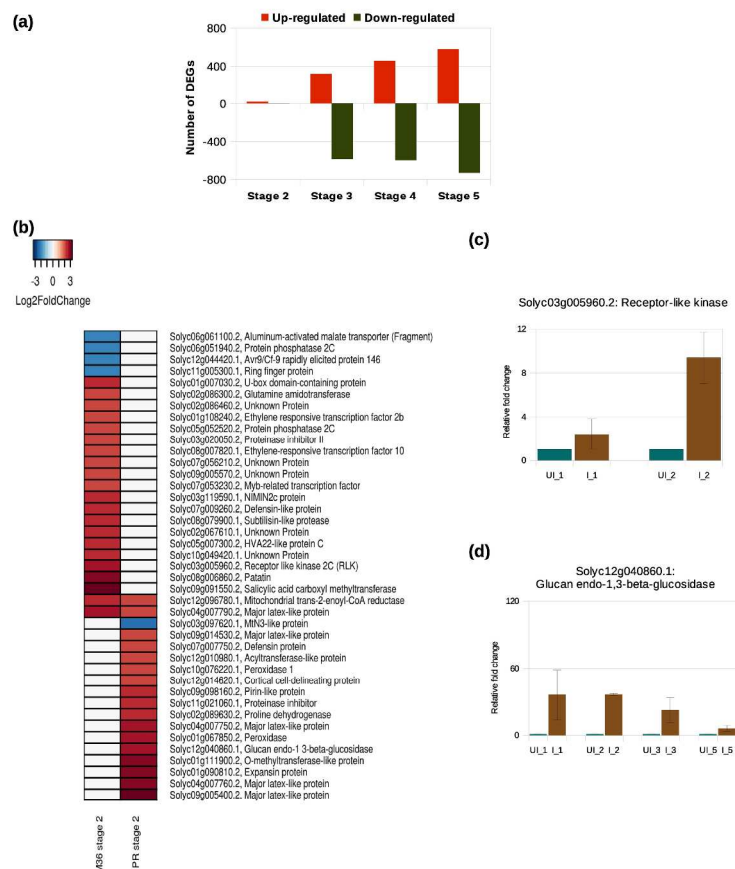 (a)
Up-regulated Down-regulated
Number of DEGs
800
400
0
-400
-800
Stage 2 Stage 3 Stage 4 Stage 5
(b)
-3 0 3
Log2FoldChange
Solyc06g061100.2, Aluminum-activated malate transporter (Fragment)
Solyc06g051940.2, Protein phosphatase 2C
Solyc12g044420.1, Avr9/Cf-9 rapidly elicited protein 146
Solyc11g005300.1, Ring finger protein
Solyc01g007030.2, U-box domain-containing protein
Solyc02g086300.2, Glutamine amidotransferase
Solyc02g086460.2, Unknown Protein
Solyc01g108240.2, Ethylene responsive transcription factor 2b
Solyc05g052520.2, Protein phosphatase 2C
Solyc03g020050.2, Proteinase inhibitor II
Solyc08g007820.1, Ethylene-responsive transcription factor 10
Solyc07g056210.2, Unknown Protein
Solyc09g005570.2, Unknown Protein
Solyc07g053230.2, Myb-related transcription factor
Solyc03g119590.1, NIMIN2c protein
Solyc07g009260.2, Defensin-like protein
Solyc08g079900.1, Subtilisin-like protease
Solyc02g067610.1, Unknown Protein
Solyc05g007300.2, HVA22-like protein C
Solyc10g049420.1, Unknown Protein
Solyc03g005960.2, Receptor like kinase 2C (RLK)
Solyc08g006860.2, Patatin
Solyc09g091550.2, Salicylic acid carboxyl methyltransferase
Solyc12g096780.1, Mitochondrial trans-2-enoyl-CoA reductase
Solyc04g007790.2, Major latex-like protein
Solyc03g097620.1, MtN3-like protein
Solyc09g014530.2, Major latex-like protein
Solyc07g007750.2, Defensin protein
Solyc12g010980.1, Acyltransferase-like protein
Solyc10g076220.1, Peroxidase 1
Solyc12g014620.1, Cortical cell-delineating protein
Solyc09g098160.2, Pirin-like protein
Solyc11g021060.1, Proteinase inhibitor
Solyc02g089630.2, Proline dehydrogenase
Solyc04g007750.2, Major latex-like protein
Solyc01g067850.2, Peroxidase
Solyc12g040860.1, Glucan endo-1 3-beta-glucosidase
Solyc01g111900.2, O-methyltransferase-like protein
Solyc01g090810.2, Expansin protein
Solyc04g007760.2, Major latex-like protein
Solyc09g005400.2, Major latex-like protein
M36 stage 2
PR stage 2
(c)
Solyc03g005960.2: Receptor-like kinase
Relative fold change
12
8
4
0
UI_1 I_1 UI_2 I_2
(d)
Solyc12g040860.1:
Glucan endo-1,3-beta-glucosidase
Relative fold change
120
60
0
UI_1 I_1 UI_2 I_2 UI_3 I_3 UI_5 I_5